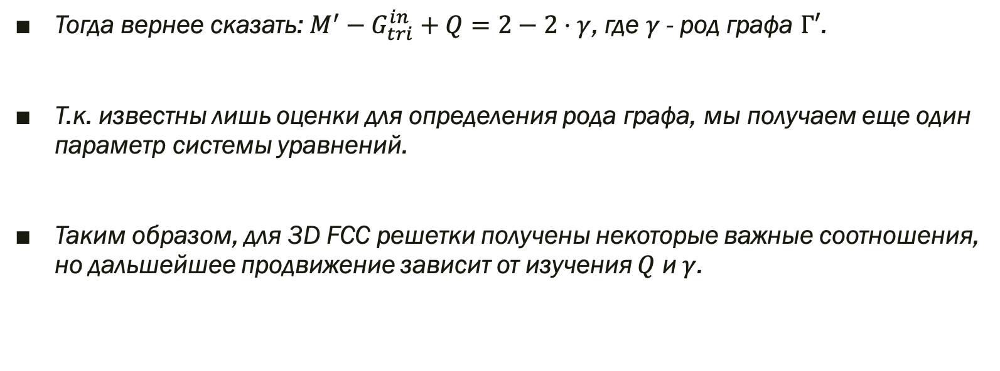 ▪ Тогда вернее сказать: $M' - G_{tri}^{in} + Q = 2 - 2 \cdot \gamma$, где $\gamma$ - род графа $\Gamma'$.
▪ Т.к. известны лишь оценки для определения рода графа, мы получаем еще один
параметр системы уравнений.
▪ Таким образом, для 3D FCC решетки получены некоторые важные соотношения,
но дальшейшее продвижение зависит от изучения $Q$ и $\gamma$.